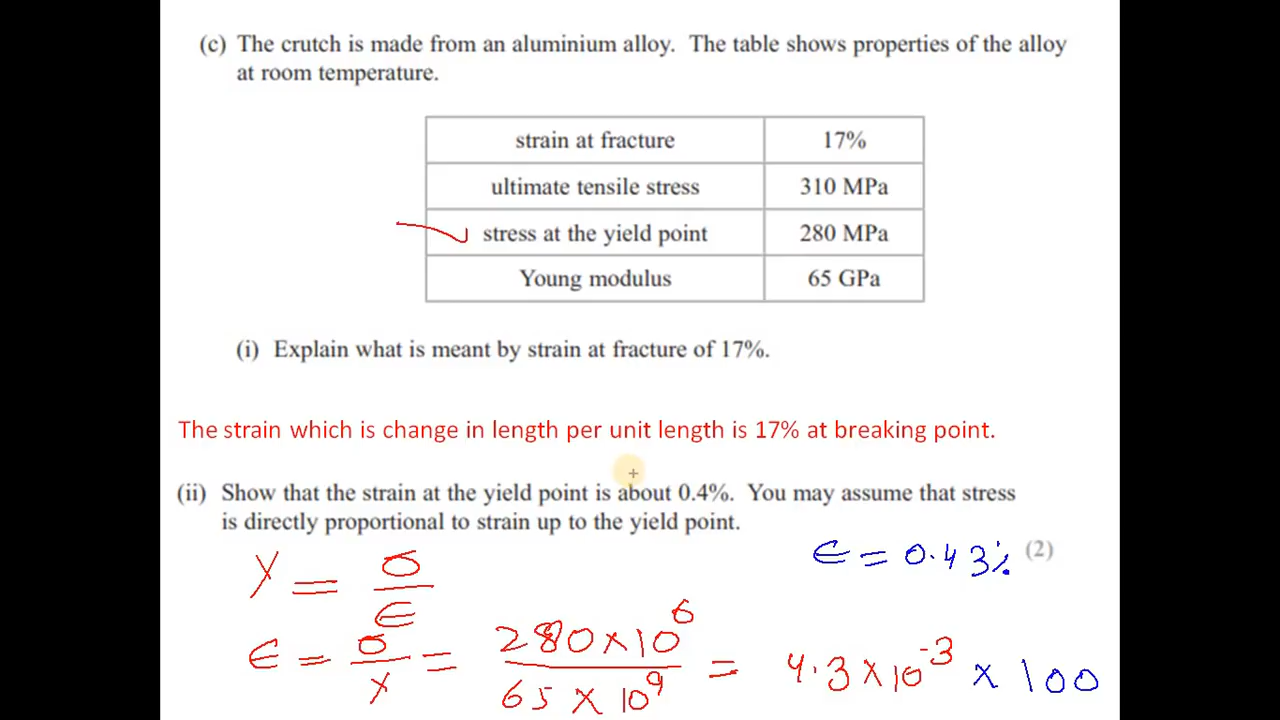 (c) The crutch is made from an aluminium alloy. The table shows properties of the alloy
at room temperature.
strain at fracture 17%
ultimate tensile stress 310 MPa
stress at the yield point 280 MPa
Young modulus 65 GPa
(i) Explain what is meant by strain at fracture of 17%.
The strain which is change in length per unit length is 17% at breaking point.
(ii) Show that the strain at the yield point is about 0.4%. You may assume that stress
is directly proportional to strain up to the yield point.
(2)
ϵ = 0.43%
Y = σ / ϵ
ϵ = σ / Y = 280 × 10⁶ / 65 × 10⁹ = 4.3 × 10⁻³ × 100